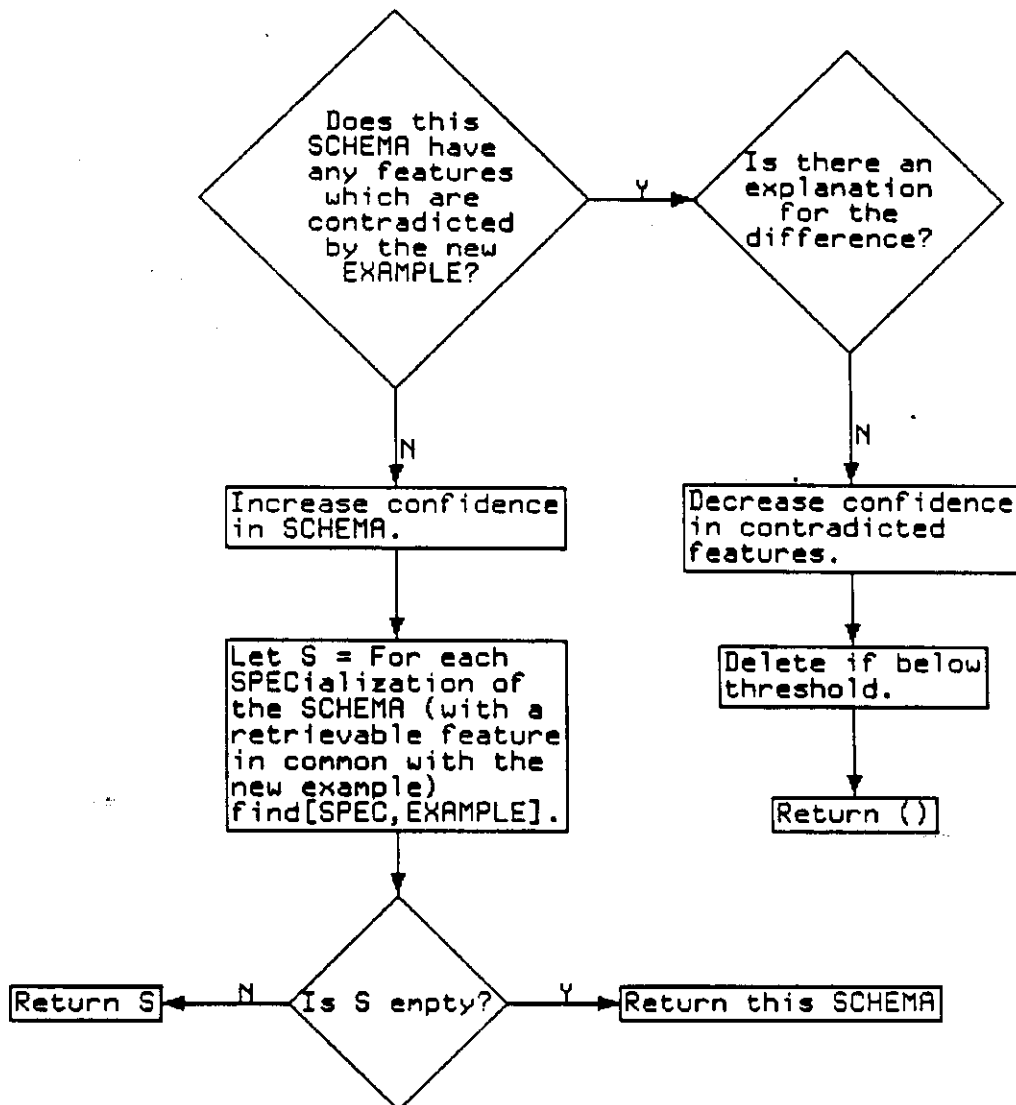 Does this
SCHEMA have
any features
which are
contradicted
by the new
EXAMPLE?
Y
Is there an
explanation
for the
difference?
N
N
Increase confidence
in SCHEMA.
Decrease confidence
in contradicted
features.
Let S = For each
SPECialization of
the SCHEMA (with a
retrievable feature
in common with the
new example)
find[SPEC,EXAMPLE].
Delete if below
threshold.
Return ()
Return S
N
Is S empty?
Y
Return this SCHEMA